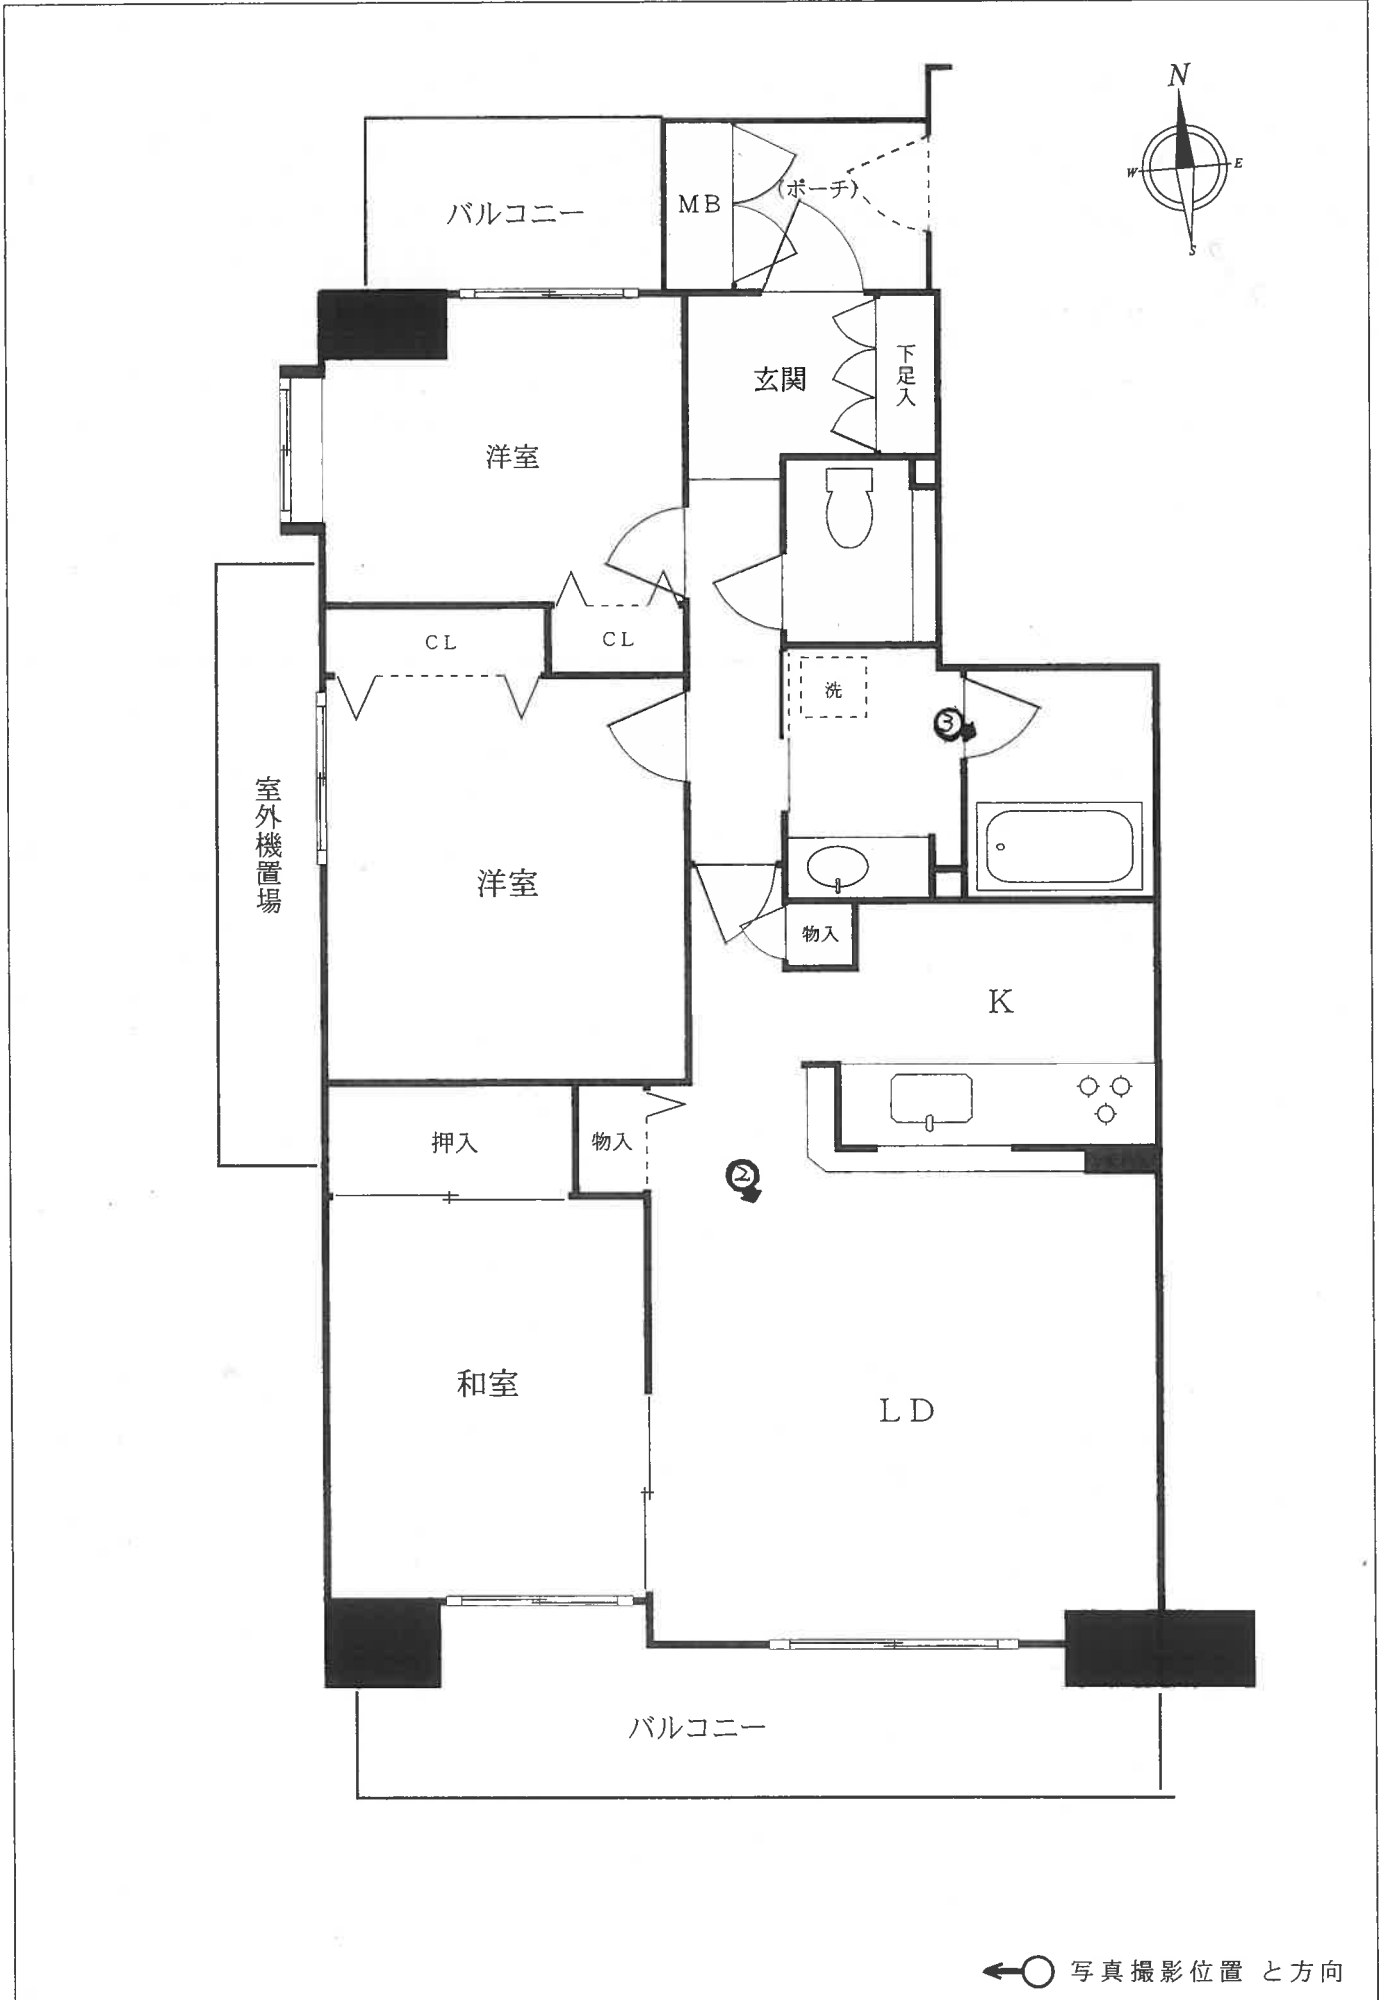 N
W
E
S
バルコニー
MB
(ポーチ)
玄関
下足入
洋室
CL
CL
洗
③
室外機置場
洋室
物入
K
押入
物入
②
和室
LD
バルコニー
写真撮影位置 と方向